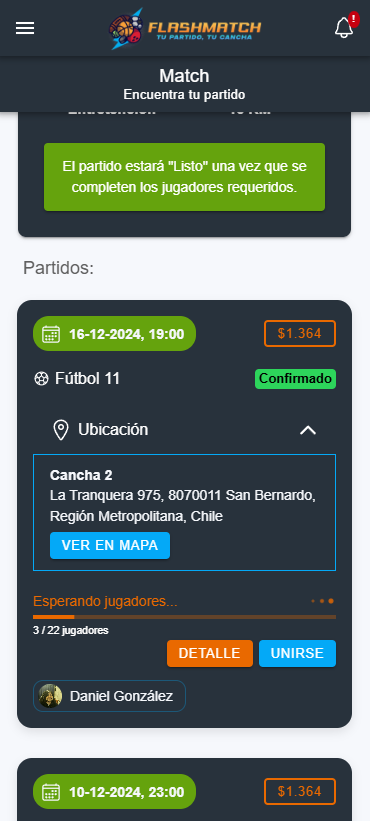 FLASHMATCH
TU PARTIDO, TU CANCHA
Match
Encuentra tu partido
El partido estará "Listo" una vez que se
completen los jugadores requeridos.
Partidos:
16-12-2024, 19:00
$1.364
Fútbol 11
Confirmado
Ubicación
Cancha 2
La Tranquera 975, 8070011 San Bernardo,
Región Metropolitana, Chile
VER EN MAPA
Esperando jugadores...
3 / 22 jugadores
DETALLE
UNIRSE
Daniel González
10-12-2024, 23:00
$1.364